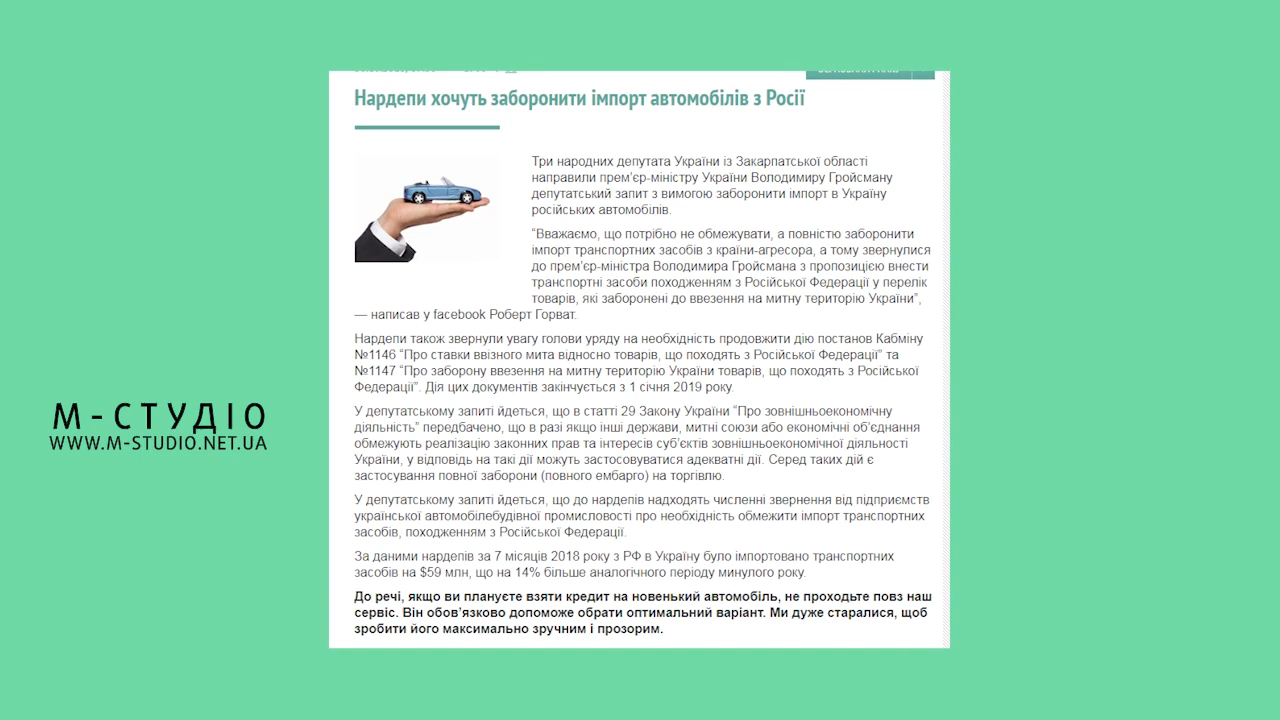 Нардепи хочуть заборонити імпорт автомобілів з Росії
Три народних депутата України із Закарпатської області
направили прем’єр-міністру України Володимиру Гройсману
депутатський запит з вимогою заборонити імпорт в Україну
російських автомобілів.
“Вважаємо, що потрібно не обмежувати, а повністю заборонити
імпорт транспортних засобів з країни-агресора, а тому звернулися
до прем’єр-міністра Володимира Гройсмана з пропозицією внести
транспортні засоби походженням з Російської Федерації у перелік
товарів, які заборонені до ввезення на митну територію України”,
— написав у facebook Роберт Горват.
Нардепи також звернули увагу голови уряду на необхідність продовжити дію постанов Кабміну
№1146 “Про ставки ввізного мита відносно товарів, що походять з Російської Федерації” та
№1147 “Про заборону ввезення на митну територію України товарів, що походять з Російської
Федерації”. Дія цих документів закінчується з 1 січня 2019 року.
У депутатському запиті йдеться, що в статті 29 Закону України “Про зовнішньоекономічну
діяльність” передбачено, що в разі якщо інші держави, митні союзи або економічні об’єднання
обмежують реалізацію законних прав та інтересів суб’єктів зовнішньоекономічної діяльності
України, у відповідь на такі дії можуть застосовуватися адекватні дії. Серед таких дій є
застосування повної заборони (повного ембарго) на торгівлю.
У депутатському запиті йдеться, що до нардепів надходять численні звернення від підприємств
української автомобілебудівної промисловості про необхідність обмежити імпорт транспортних
засобів, походженням з Російської Федерації.
За даними нардепів за 7 місяців 2018 року з РФ в Україну було імпортовано транспортних
засобів на $59 млн, що на 14% більше аналогічного періоду минулого року.
До речі, якщо ви плануєте взяти кредит на новенький автомобіль, не проходьте повз наш
сервіс. Він обов’язково допоможе обрати оптимальний варіант. Ми дуже старалися, щоб
зробити його максимально зручним і прозорим.
М-СТУДІО
WWW.M-STUDIO.NET.UA